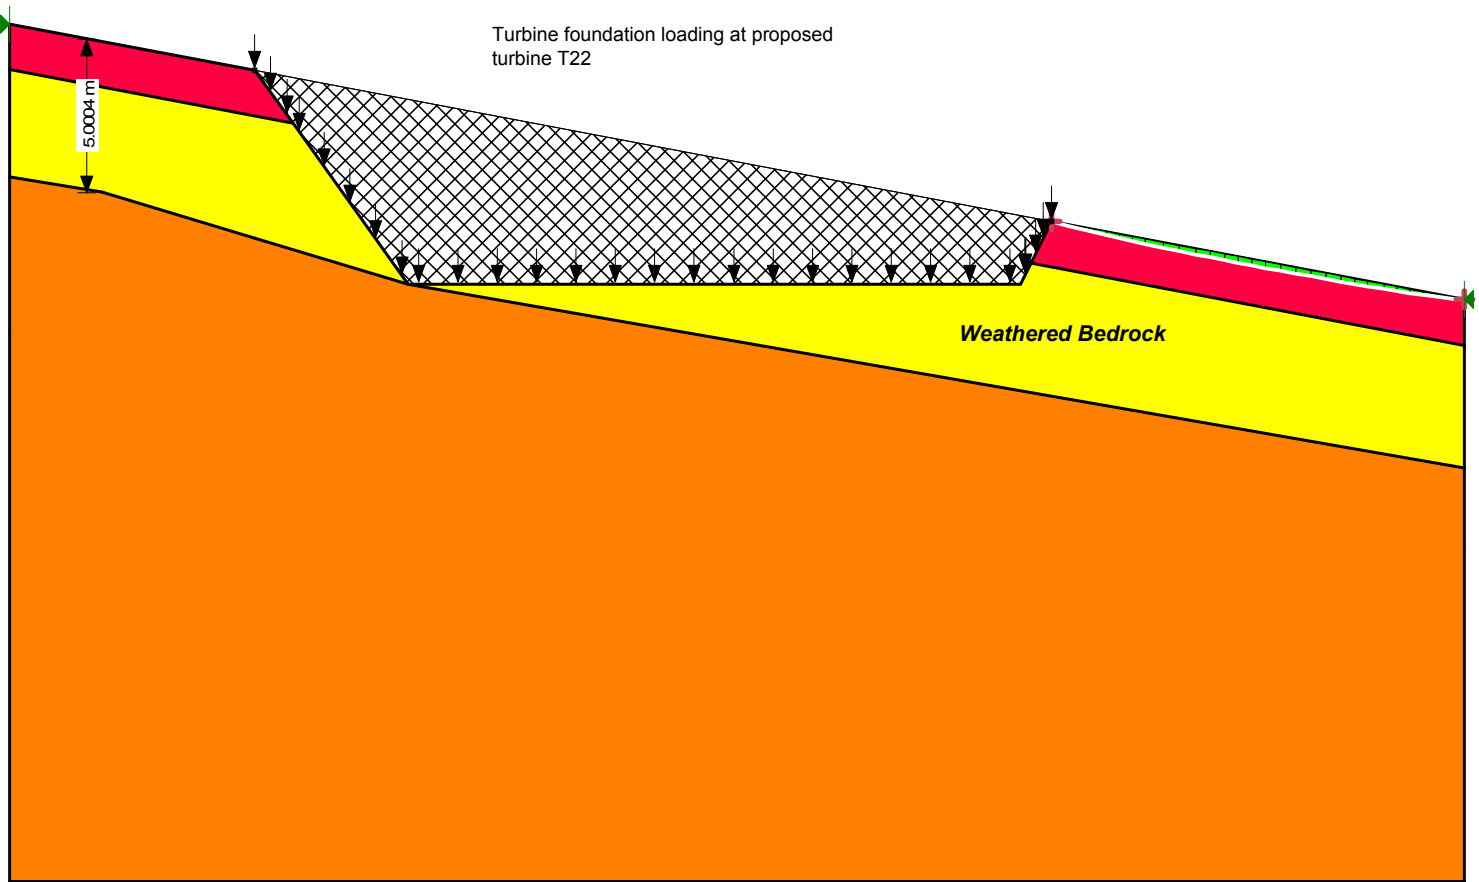 Turbine foundation loading at proposed
turbine T22
5.0004 m
Weathered Bedrock